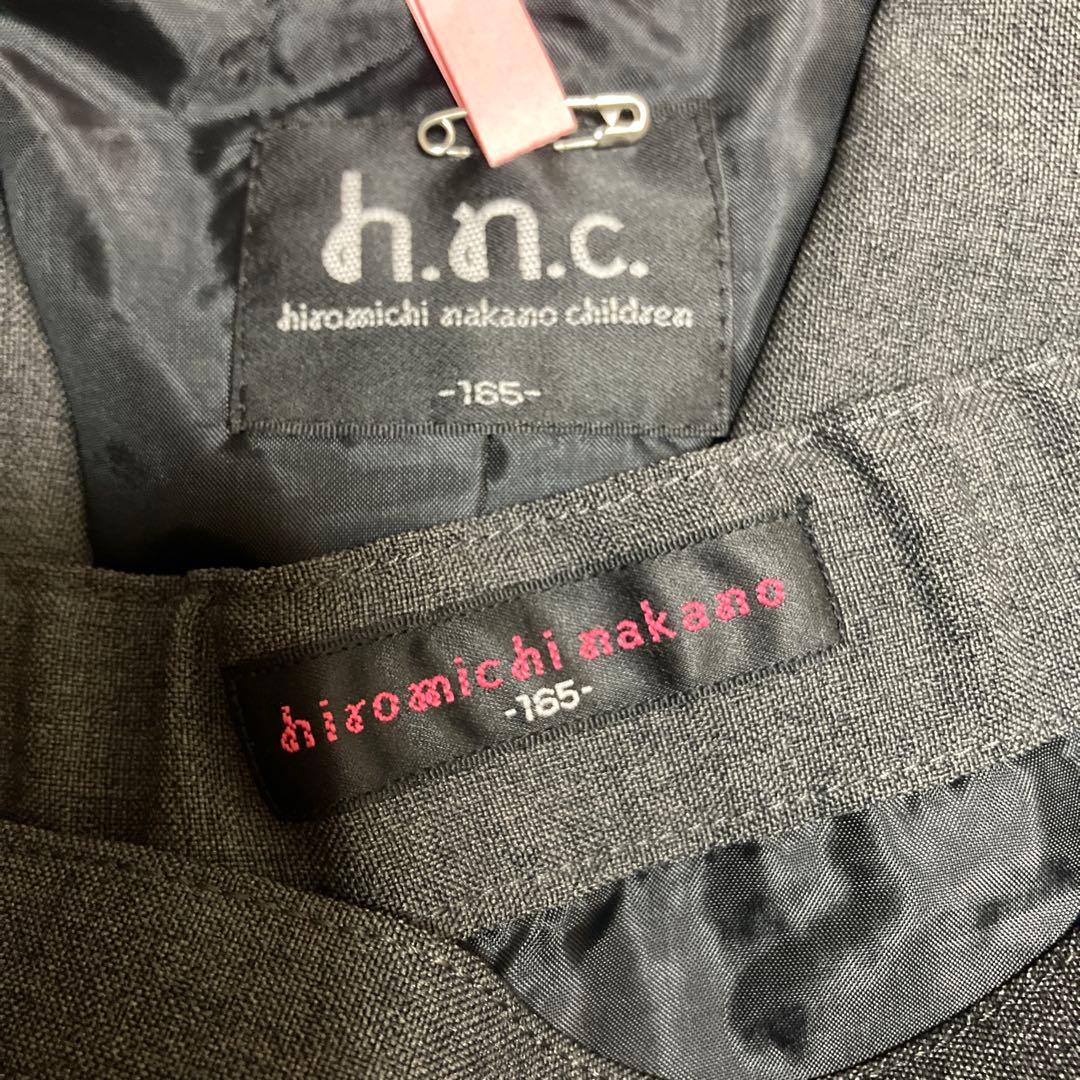 h.n.c.
hiromichi nakano children
-165-
hiromichi nakano
-165-